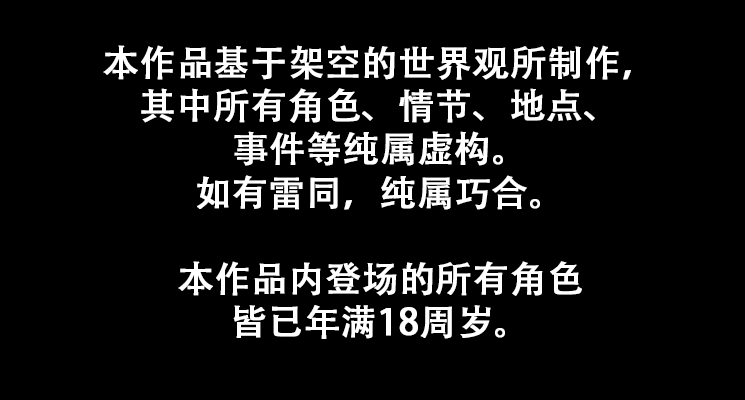 本作品基于架空的世界观所制作，
其中所有角色、情节、地点、
事件等纯属虚构。
如有雷同，纯属巧合。
本作品内登场的所有角色
皆已年满18周岁。